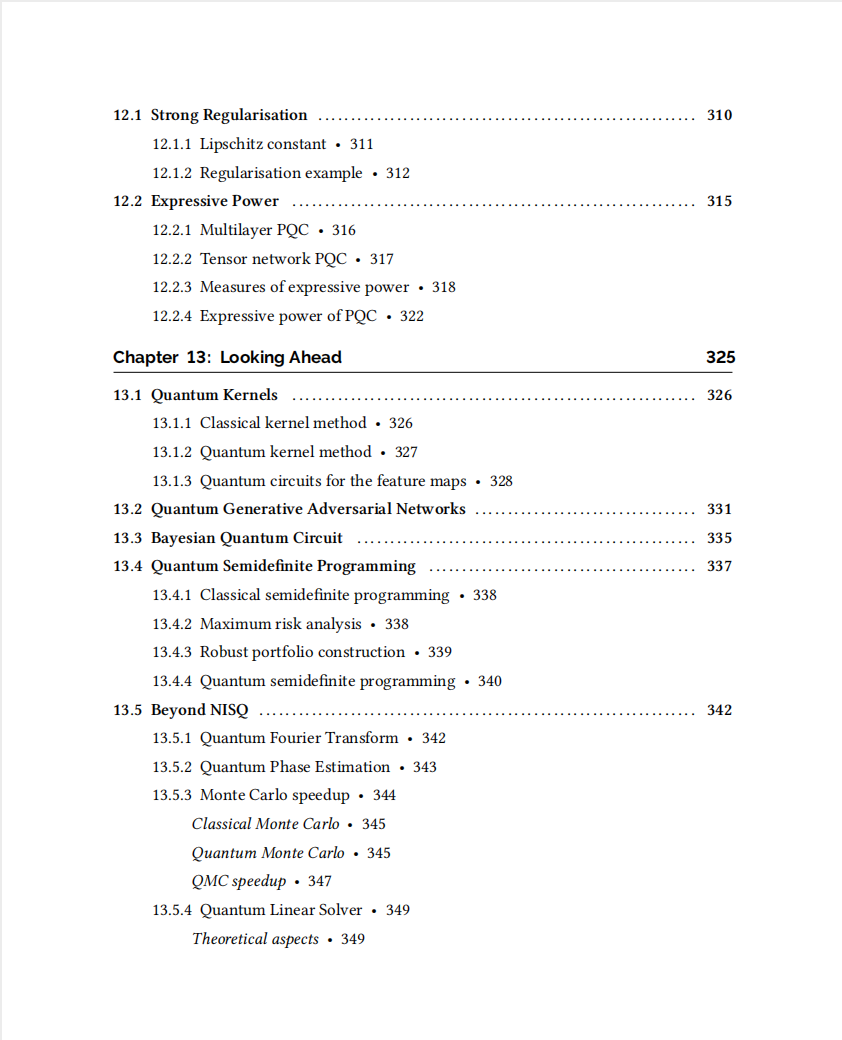 12.1 Strong Regularisation ........................................................ 310
12.1.1 Lipschitz constant • 311
12.1.2 Regularisation example • 312
12.2 Expressive Power ........................................................ 315
12.2.1 Multilayer PQC • 316
12.2.2 Tensor network PQC • 317
12.2.3 Measures of expressive power • 318
12.2.4 Expressive power of PQC • 322
Chapter 13: Looking Ahead 325
13.1 Quantum Kernels ........................................................ 326
13.1.1 Classical kernel method • 326
13.1.2 Quantum kernel method • 327
13.1.3 Quantum circuits for the feature maps • 328
13.2 Quantum Generative Adversarial Networks ................................. 331
13.3 Bayesian Quantum Circuit .................................................. 335
13.4 Quantum Semidefinite Programming ....................................... 337
13.4.1 Classical semidefinite programming • 338
13.4.2 Maximum risk analysis • 338
13.4.3 Robust portfolio construction • 339
13.4.4 Quantum semidefinite programming • 340
13.5 Beyond NISQ ................................................................ 342
13.5.1 Quantum Fourier Transform • 342
13.5.2 Quantum Phase Estimation • 343
13.5.3 Monte Carlo speedup • 344
Classical Monte Carlo • 345
Quantum Monte Carlo • 345
QMC speedup • 347
13.5.4 Quantum Linear Solver • 349
Theoretical aspects • 349